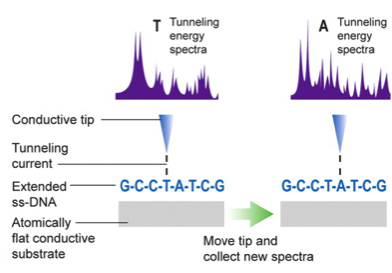 T Tunneling
energy
spectra
A Tunneling
energy
spectra
Conductive tip
Tunneling
current
Extended
ss-DNA
G-C-C-T-A-T-C-G
G-C-C-T-A-T-C-G
Atomically
flat conductive
substrate
Move tip and
collect new spectra